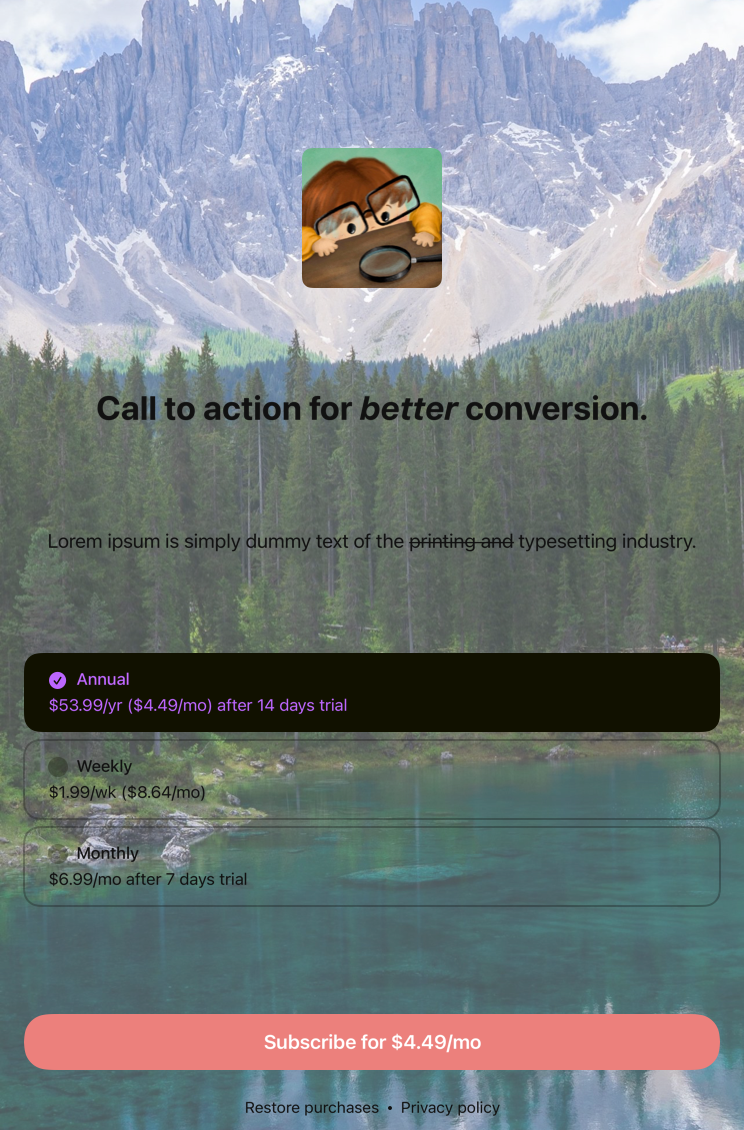 Call to action for better conversion.
Lorem ipsum is simply dummy text of the printing and typesetting industry.
Annual
$53.99/yr ($4.49/mo) after 14 days trial
Weekly
$1.99/wk ($8.64/mo)
Monthly
$6.99/mo after 7 days trial
Subscribe for $4.49/mo
Restore purchases • Privacy policy